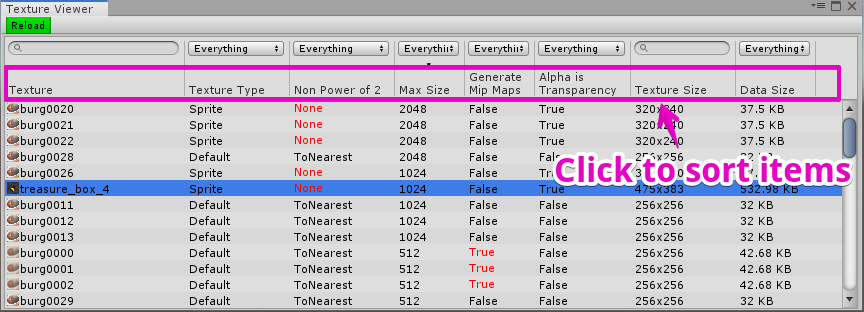 Texture Viewer
Reload
Everything Everything Everythin Everythin Everything Everything
Texture Texture Type Non Power of 2 Max Size Generate Mip Maps Alpha is Transparency Texture Size Data Size
burg0020 Sprite None 2048 False True 320x240 37.5 KB
burg0021 Sprite None 2048 False True 320x240 37.5 KB
burg0022 Sprite None 2048 False True 320x240 37.5 KB
burg0028 Default ToNearest 2048 False False 256x256 KB
Click to sort items
burg0026 Sprite None 1024 False True
treasure_box_4 Sprite None 1024 False True 475x383 532.98 KB
burg0011 Default ToNearest 1024 False False 256x256 32 KB
burg0012 Default ToNearest 1024 False False 256x256 32 KB
burg0013 Default ToNearest 1024 False False 256x256 32 KB
burg0000 Default ToNearest 512 True False 256x256 42.68 KB
burg0001 Default ToNearest 512 True False 256x256 42.68 KB
burg0002 Default ToNearest 512 True False 256x256 42.68 KB
burg0029 Default ToNearest 512 False False 256x256 32 KB